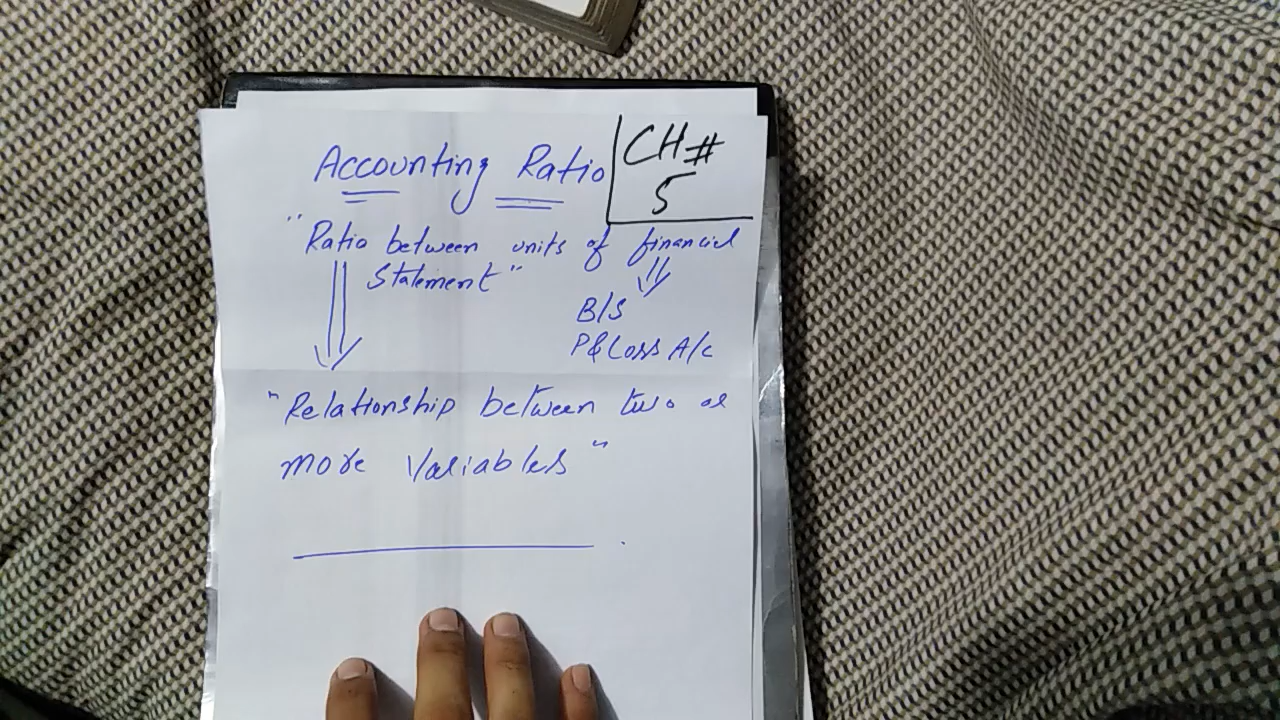 Accounting Ratio
CH#
5
"Ratio between units of financial
Statement"
B/S
P&Loss A/c
"Relationship between two or
more Variables"